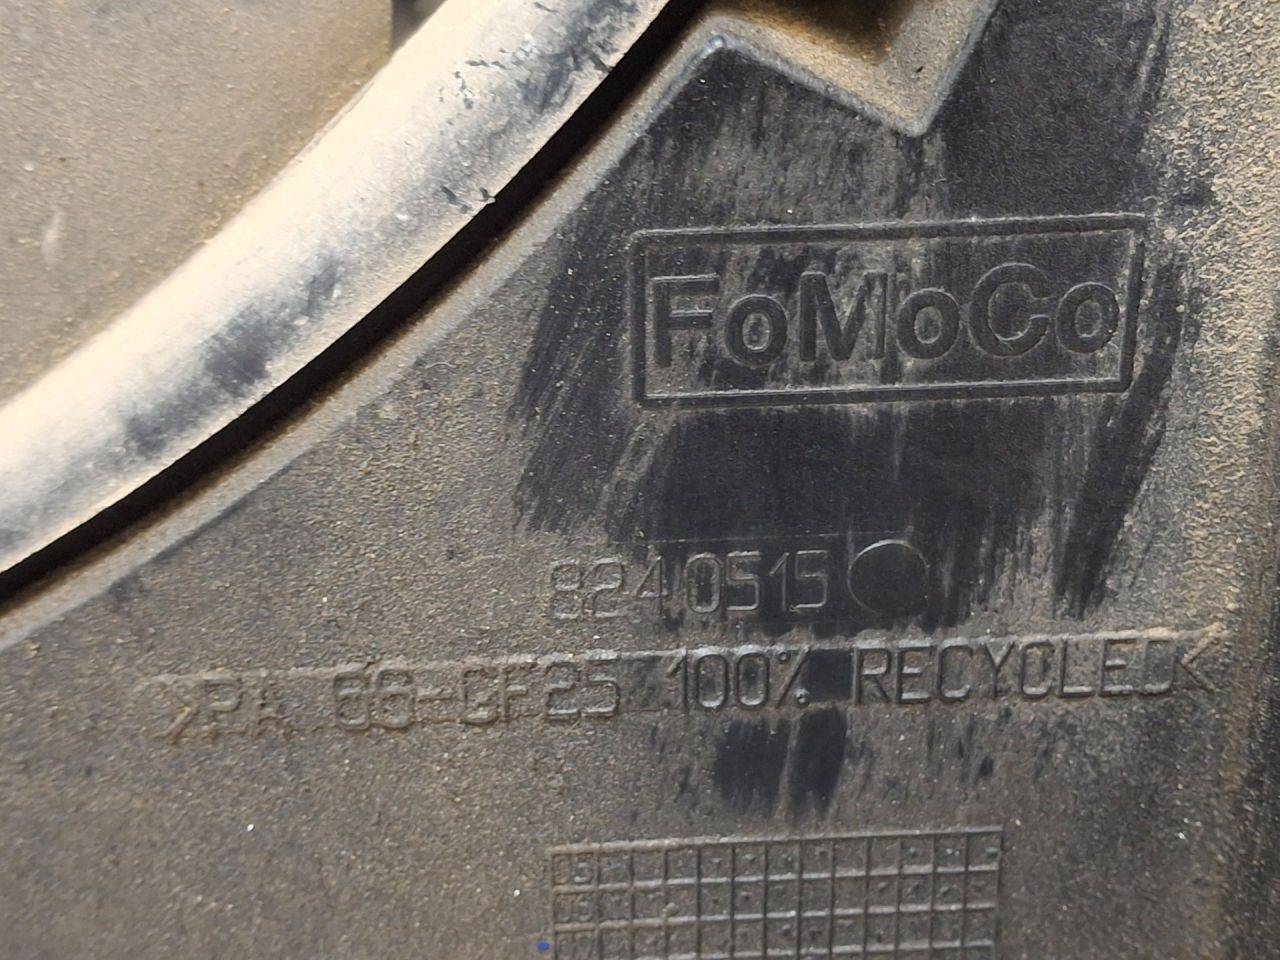 FoMoCo
8240515
>PA 66-GF25 100% RECYCLED<